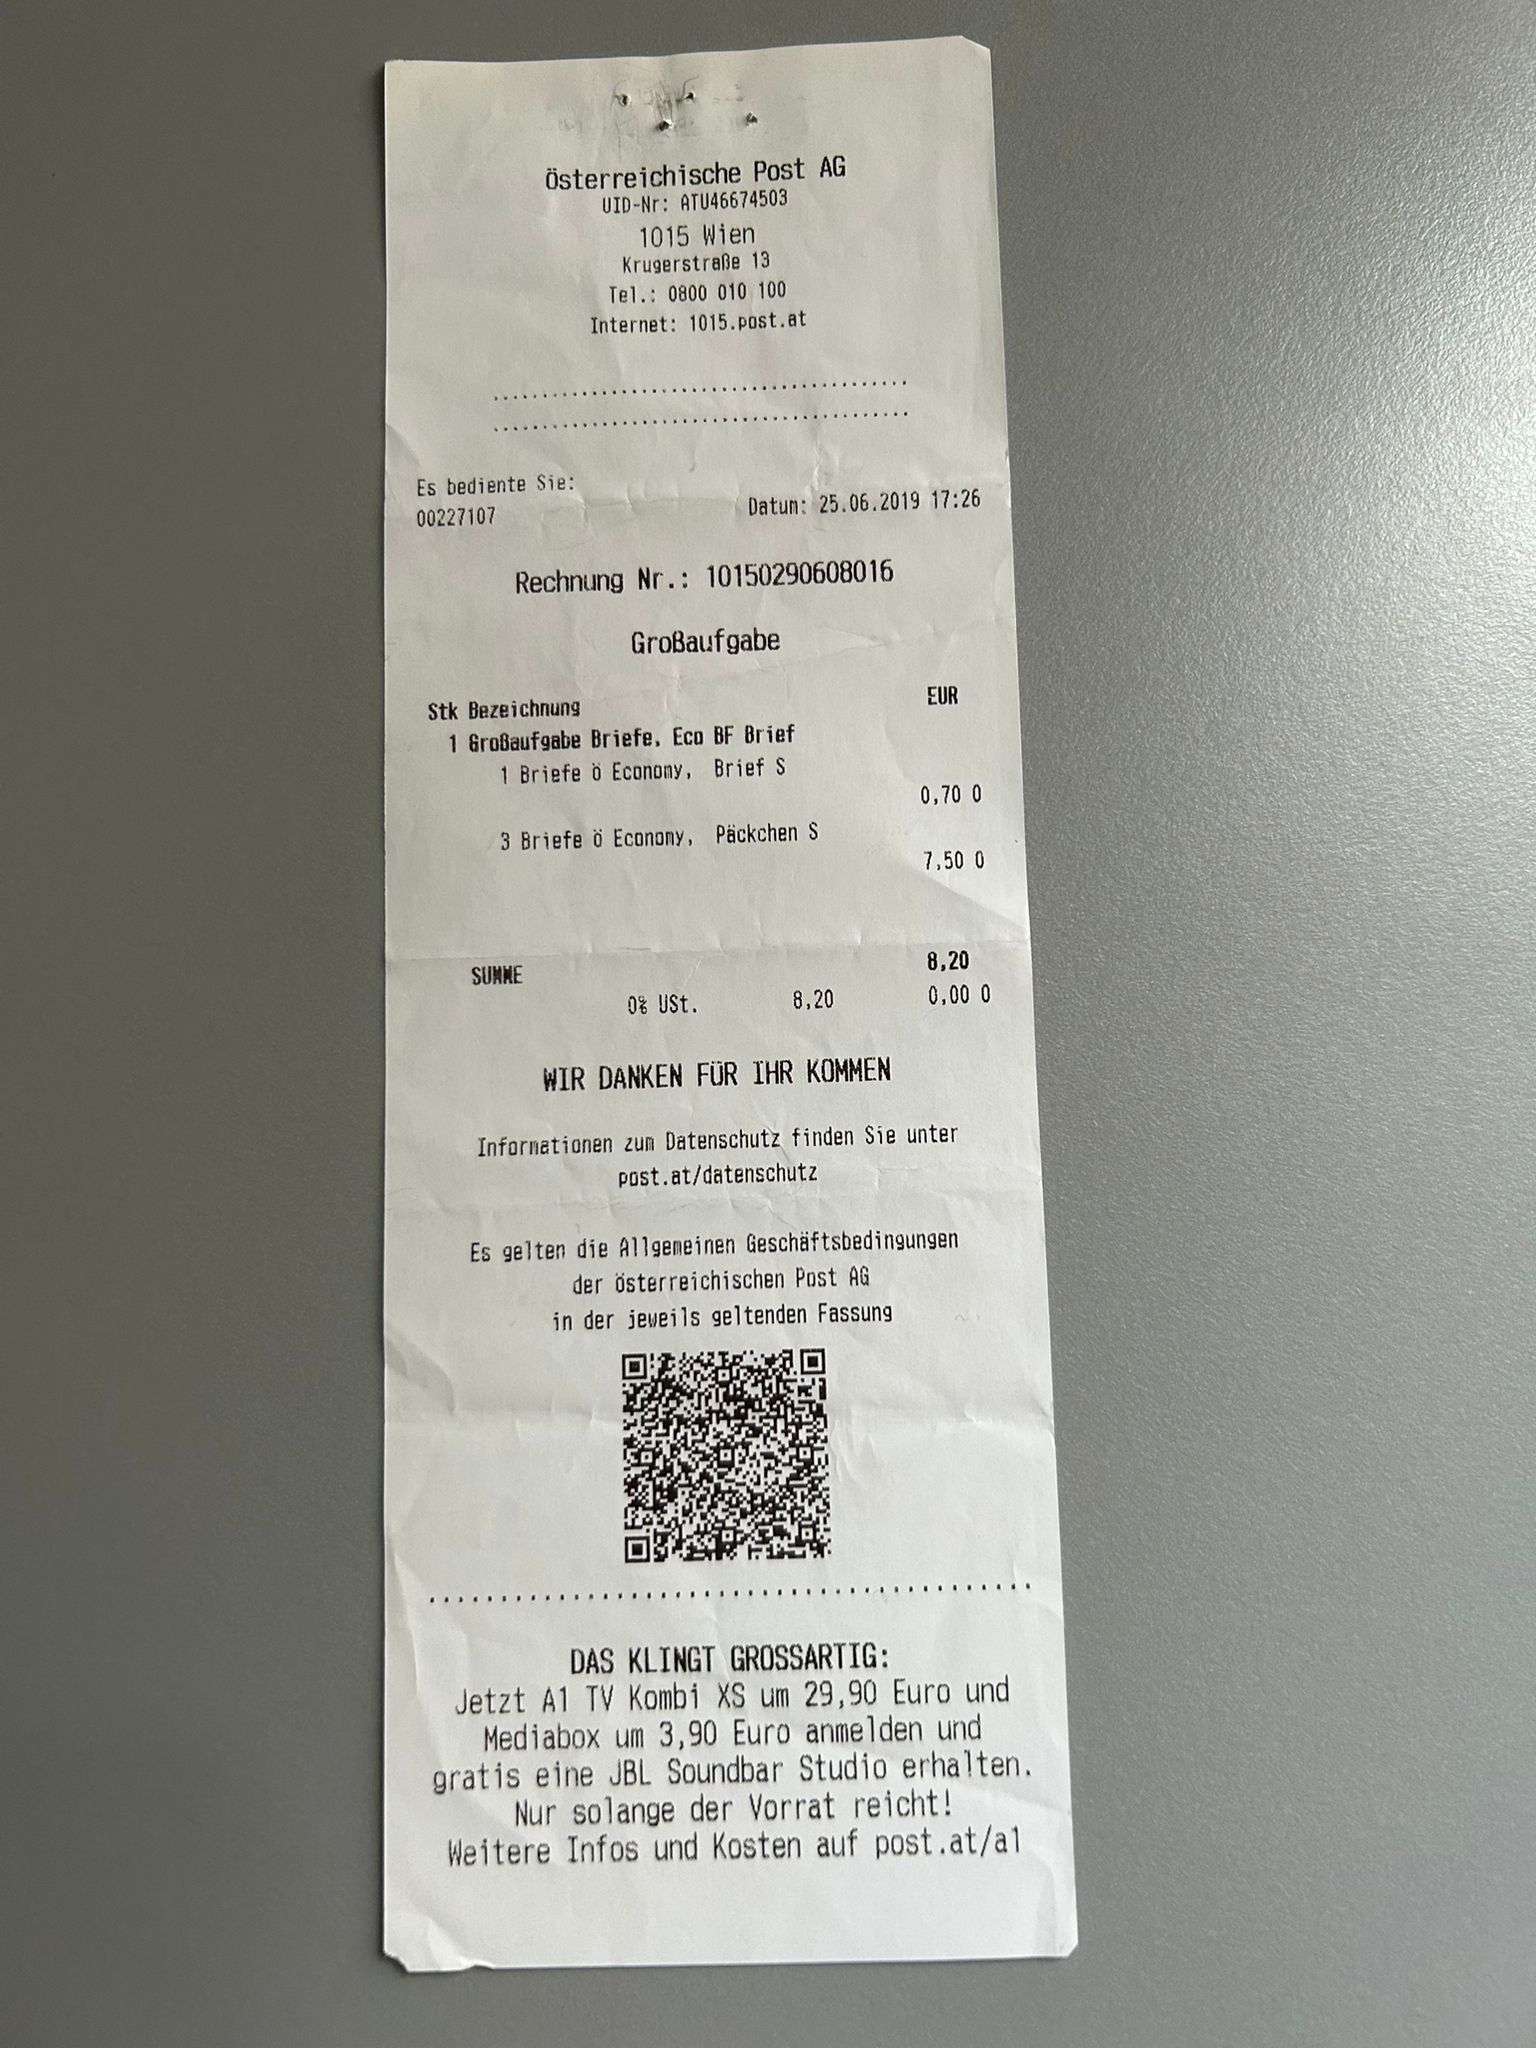 Österreichische Post AG
UID-Nr: ATU46674503
1015 Wien
Krugerstraße 13
Tel.: 0800 010 100
Internet: 1015.post.at
Es bediente Sie:
00227107 Datum: 25.06.2019 17:26
Rechnung Nr.: 10150290608016
Großaufgabe
Stk Bezeichnung EUR
1 Großaufgabe Briefe, Eco BF Brief
1 Briefe ö Economy, Brief S
0,70 0
3 Briefe ö Economy, Päckchen S
7,50 0
SUMME 8,20
0% USt. 8,20 0,00 0
WIR DANKEN FÜR IHR KOMMEN
Informationen zum Datenschutz finden Sie unter
post.at/datenschutz
Es gelten die Allgemeinen Geschäftsbedingungen
der österreichischen Post AG
in der jeweils geltenden Fassung
DAS KLINGT GROSSARTIG:
Jetzt A1 TV Kombi XS um 29,90 Euro und
Mediabox um 3,90 Euro anmelden und
gratis eine JBL Soundbar Studio erhalten.
Nur solange der Vorrat reicht!
Weitere Infos und Kosten auf post.at/a1